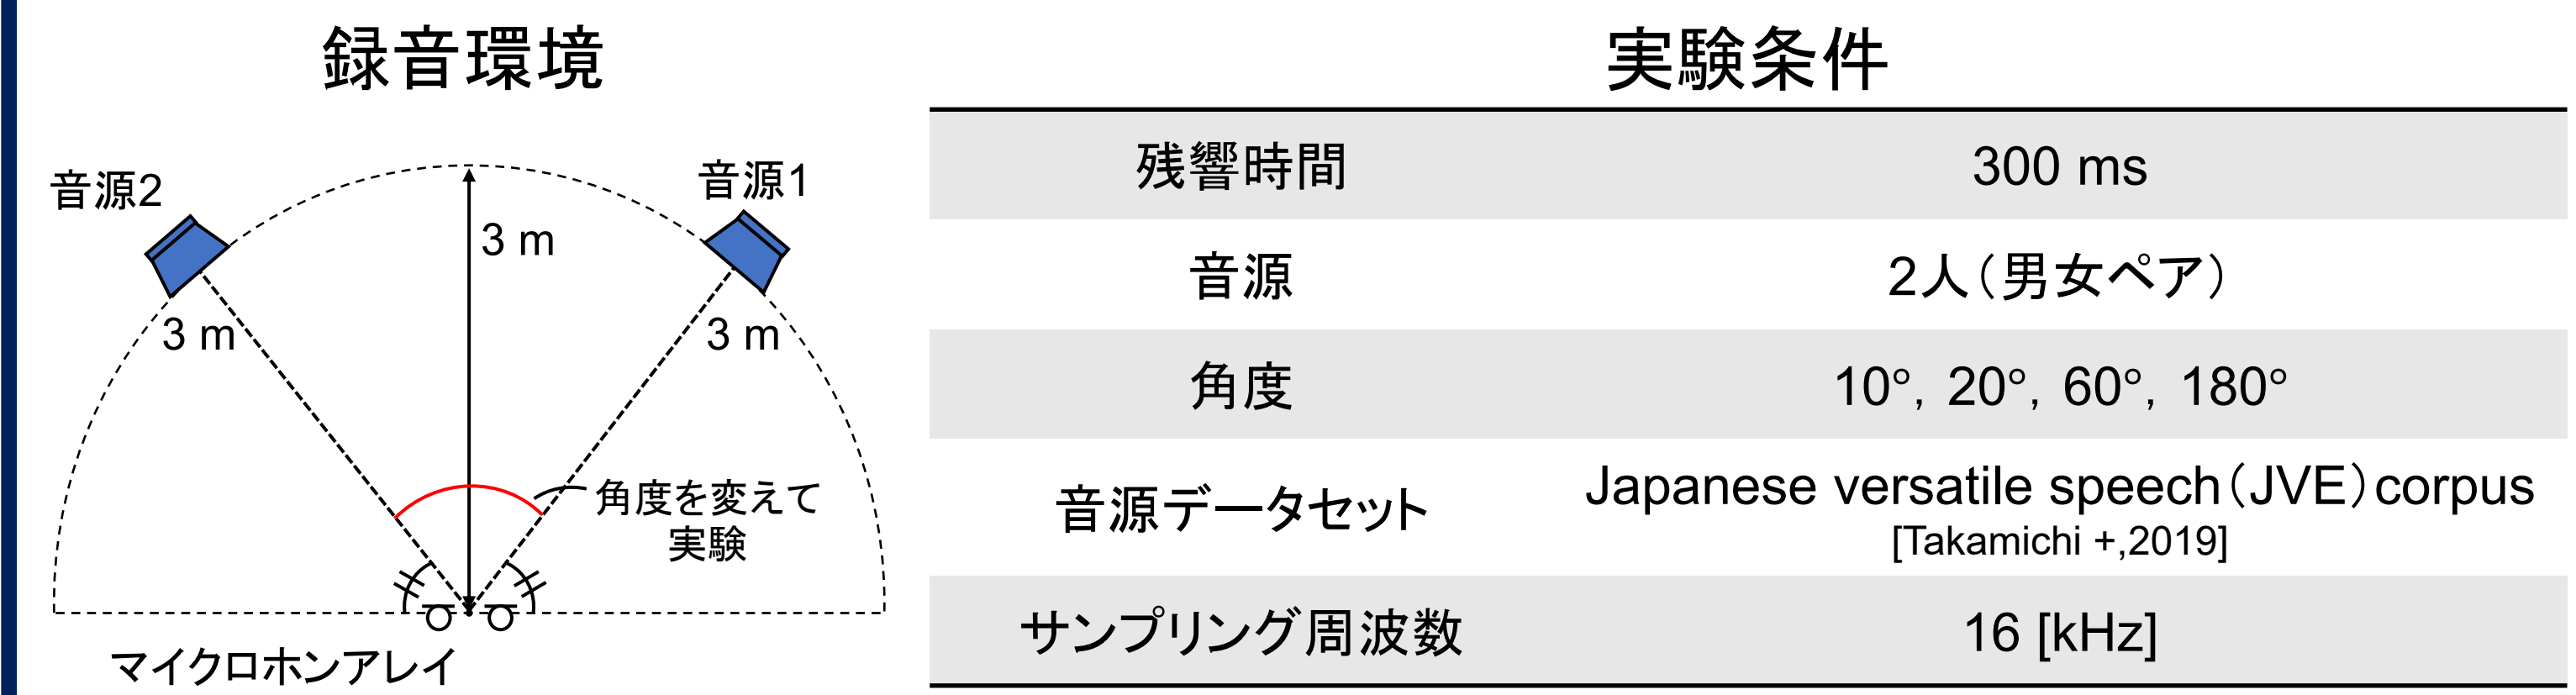 録音環境
音源2
音源1
3 m
3 m
3 m
角度を変えて
実験
マイクロホンアレイ
実験条件
残響時間 300 ms
音源 2人（男女ペア）
角度 10°，20°，60°，180°
音源データセット Japanese versatile speech（JVE）corpus
[Takamichi +,2019]
サンプリング周波数 16 [kHz]